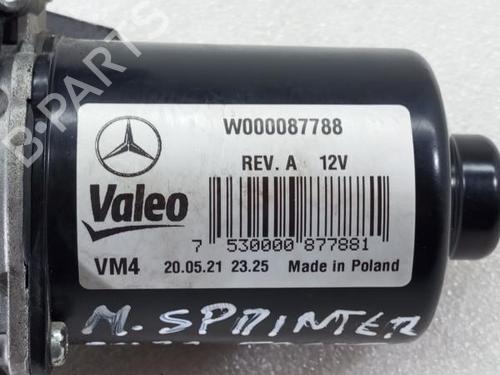 B-PARTS
W000087788
REV. A 12V
Valeo
7 530000 877881
VM4 20.05.21 23.25 Made in Poland
M. SPRINTER